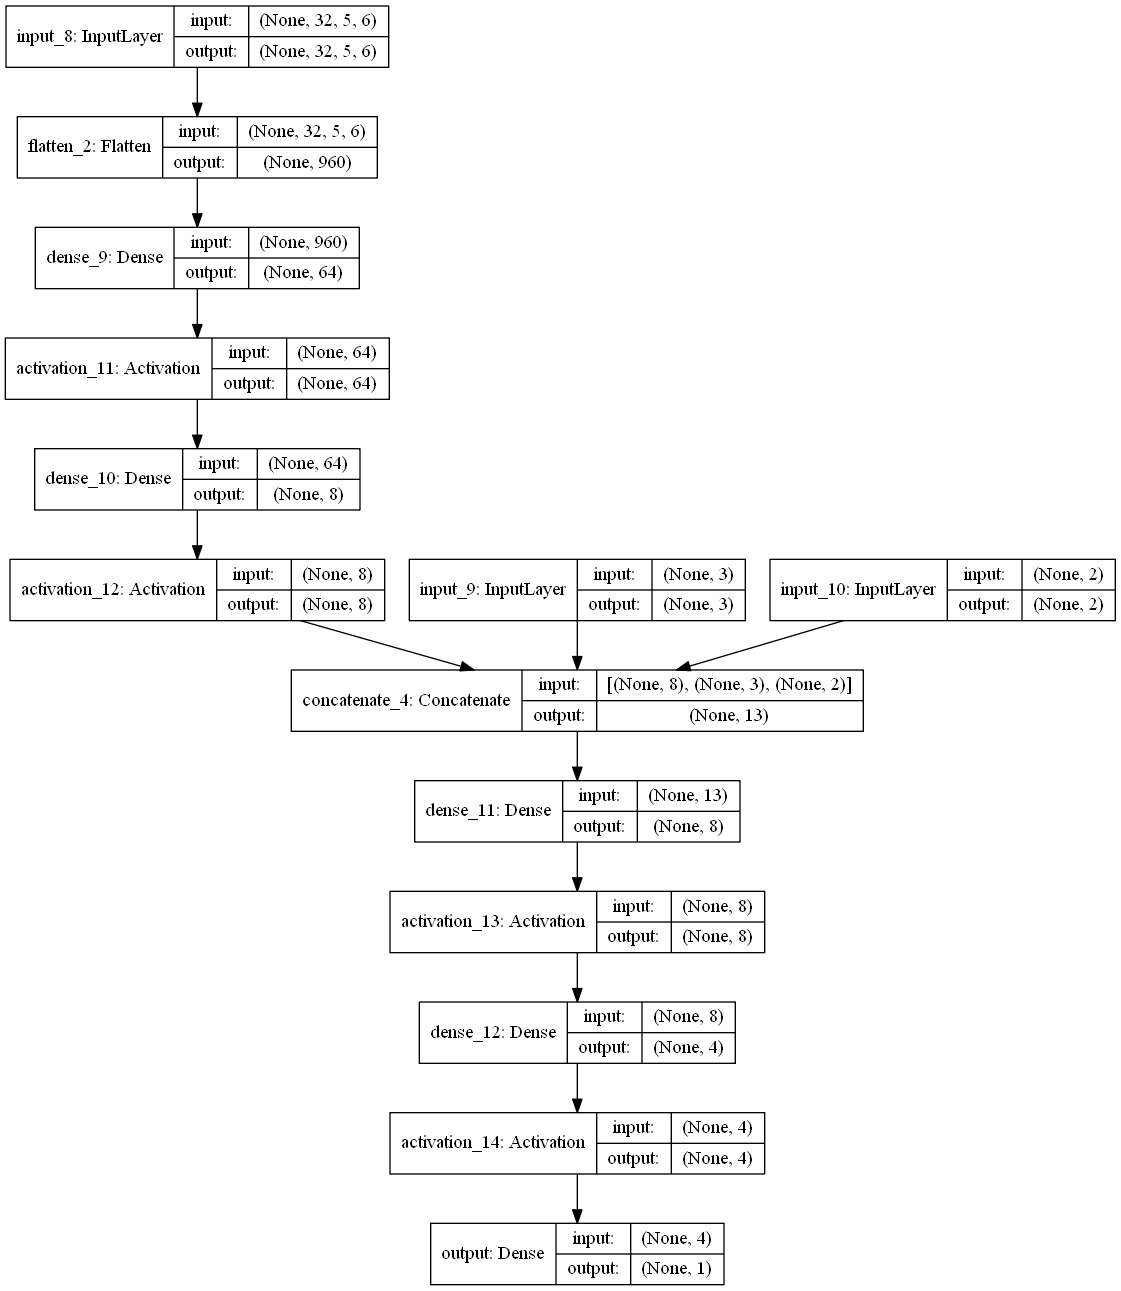 input_8: InputLayer
input: (None, 32, 5, 6)
output: (None, 32, 5, 6)
flatten_2: Flatten
input: (None, 32, 5, 6)
output: (None, 960)
dense_9: Dense
input: (None, 960)
output: (None, 64)
activation_11: Activation
input: (None, 64)
output: (None, 64)
dense_10: Dense
input: (None, 64)
output: (None, 8)
activation_12: Activation
input: (None, 8)
output: (None, 8)
input_9: InputLayer
input: (None, 3)
output: (None, 3)
input_10: InputLayer
input: (None, 2)
output: (None, 2)
concatenate_4: Concatenate
input: [(None, 8), (None, 3), (None, 2)]
output: (None, 13)
dense_11: Dense
input: (None, 13)
output: (None, 8)
activation_13: Activation
input: (None, 8)
output: (None, 8)
dense_12: Dense
input: (None, 8)
output: (None, 4)
activation_14: Activation
input: (None, 4)
output: (None, 4)
output: Dense
input: (None, 4)
output: (None, 1)